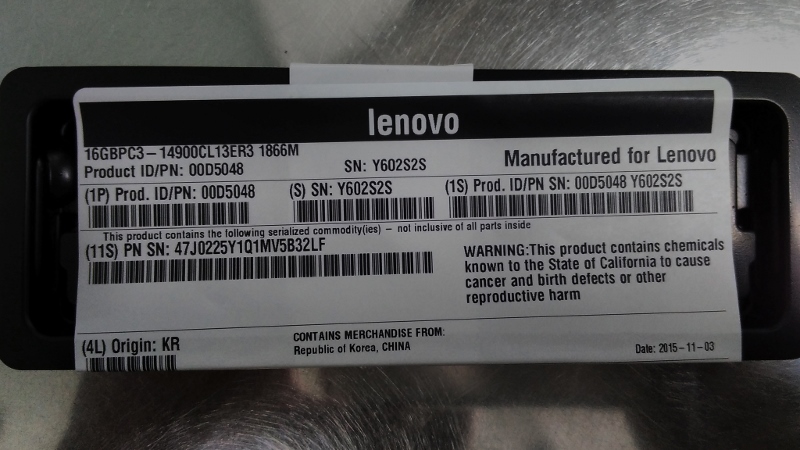 lenovo
16GBPC3-14900CL13ER3 1866M
Product ID/PN: 00D5048
SN: Y602S2S
Manufactured for Lenovo
(1P) Prod. ID/PN: 00D5048
(S) SN: Y602S2S
(1S) Prod. ID/PN SN: 00D5048 Y602S2S
This product contains the following serialized commodity(ies) - not inclusive of all parts inside
(11S) PN SN: 47J0225Y1Q1MV5B32LF
WARNING:This product contains chemicals
known to the State of California to cause
cancer and birth defects or other
reproductive harm
(4L) Origin: KR
CONTAINS MERCHANDISE FROM:
Republic of Korea, CHINA
Date: 2015-11-03